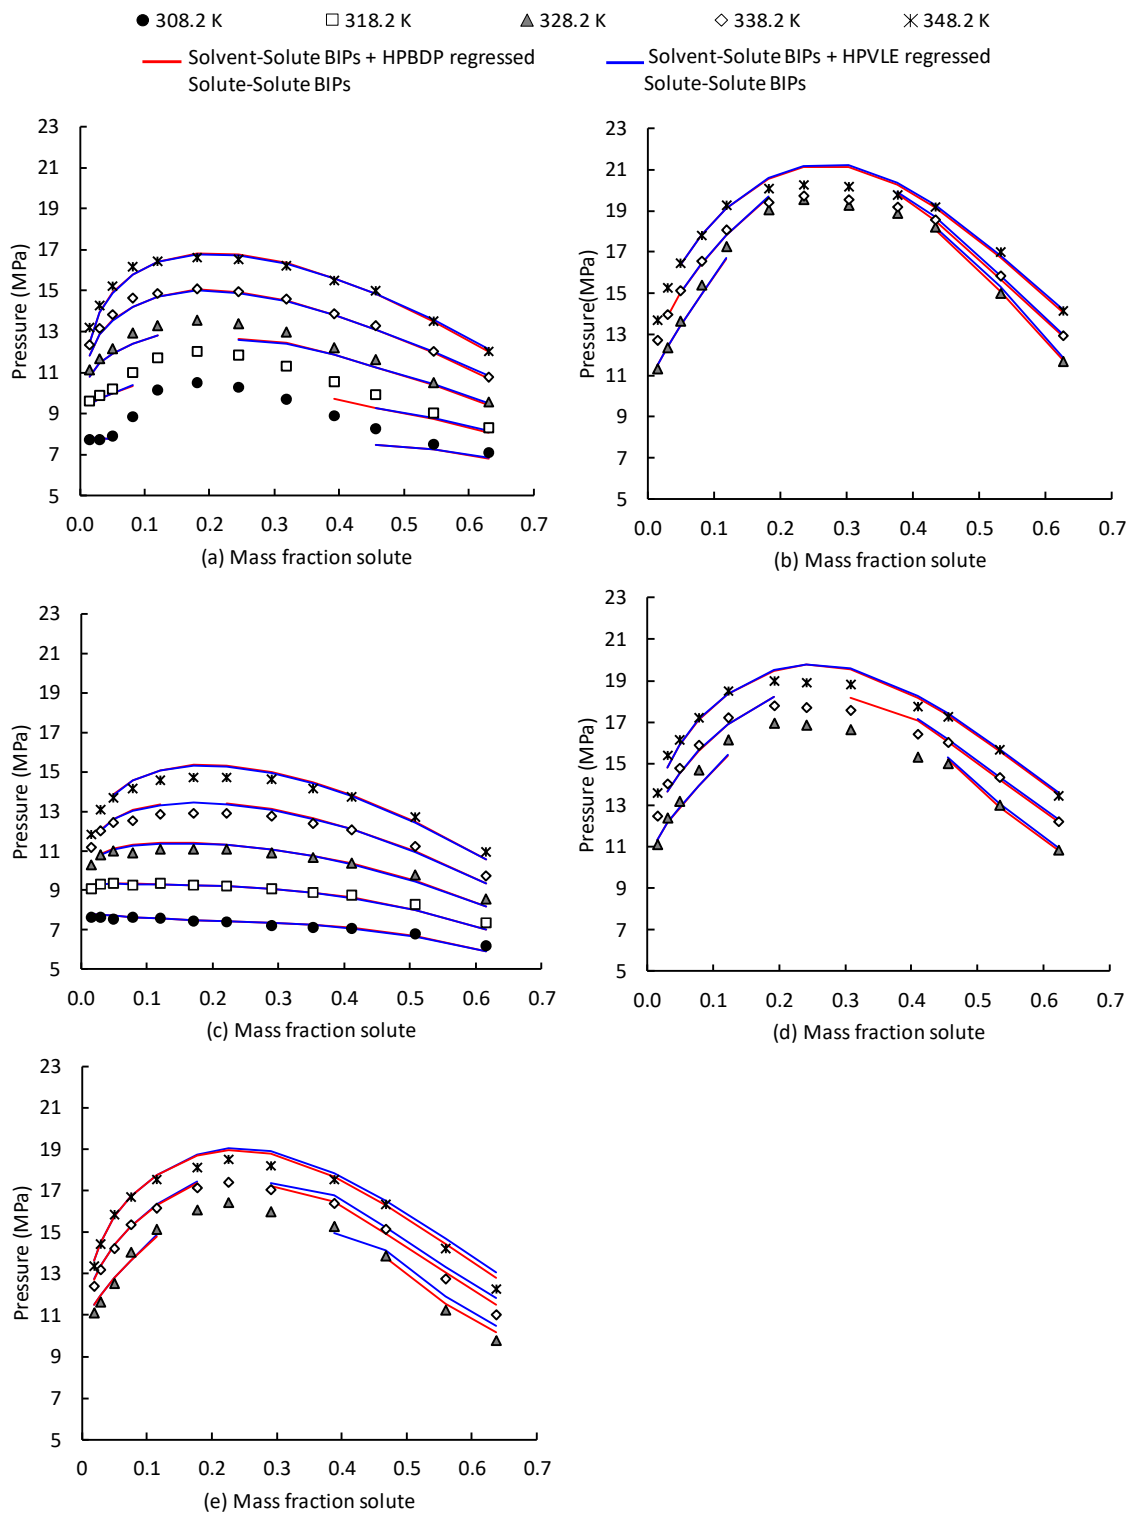 308.2 K 318.2 K 328.2 K 338.2 K 348.2 K
Solvent-Solute BIPs + HPBDP regressed
Solute-Solute BIPs
Solvent-Solute BIPs + HPVLE regressed
Solute-Solute BIPs
23
21
19
17
15
13
11
9
7
5
Pressure (MPa)
0.0 0.1 0.2 0.3 0.4 0.5 0.6 0.7
(a) Mass fraction solute
23
21
19
17
15
13
11
9
7
5
Pressure(MPa)
0.0 0.1 0.2 0.3 0.4 0.5 0.6 0.7
(b) Mass fraction solute
23
21
19
17
15
13
11
9
7
5
Pressure (MPa)
0.0 0.1 0.2 0.3 0.4 0.5 0.6 0.7
(c) Mass fraction solute
23
21
19
17
15
13
11
9
7
5
Pressure (MPa)
0.0 0.1 0.2 0.3 0.4 0.5 0.6 0.7
(d) Mass fraction solute
23
21
19
17
15
13
11
9
7
5
Pressure (MPa)
0 0.1 0.2 0.3 0.4 0.5 0.6 0.7
(e) Mass fraction solute